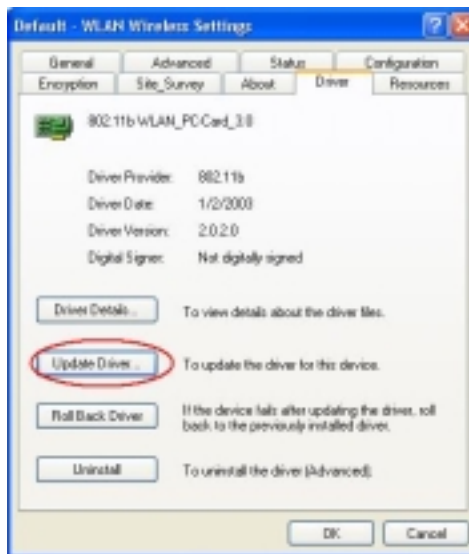 Default - WLAN Wireless Settings
General Advanced Status Configuration
Encryption Site_Survey About Driver Resources
802.11b WLAN_PC-Card_3.0
Driver Provider: 802.11b
Driver Date: 1/2/2003
Driver Version: 2.0.2.0
Digital Signer: Not digitally signed
Driver Details... To view details about the driver files.
Update Driver... To update the driver for this device.
Roll Back Driver If the device fails after updating the driver, roll
back to the previously installed driver.
Uninstall To uninstall the driver (Advanced).
OK Cancel